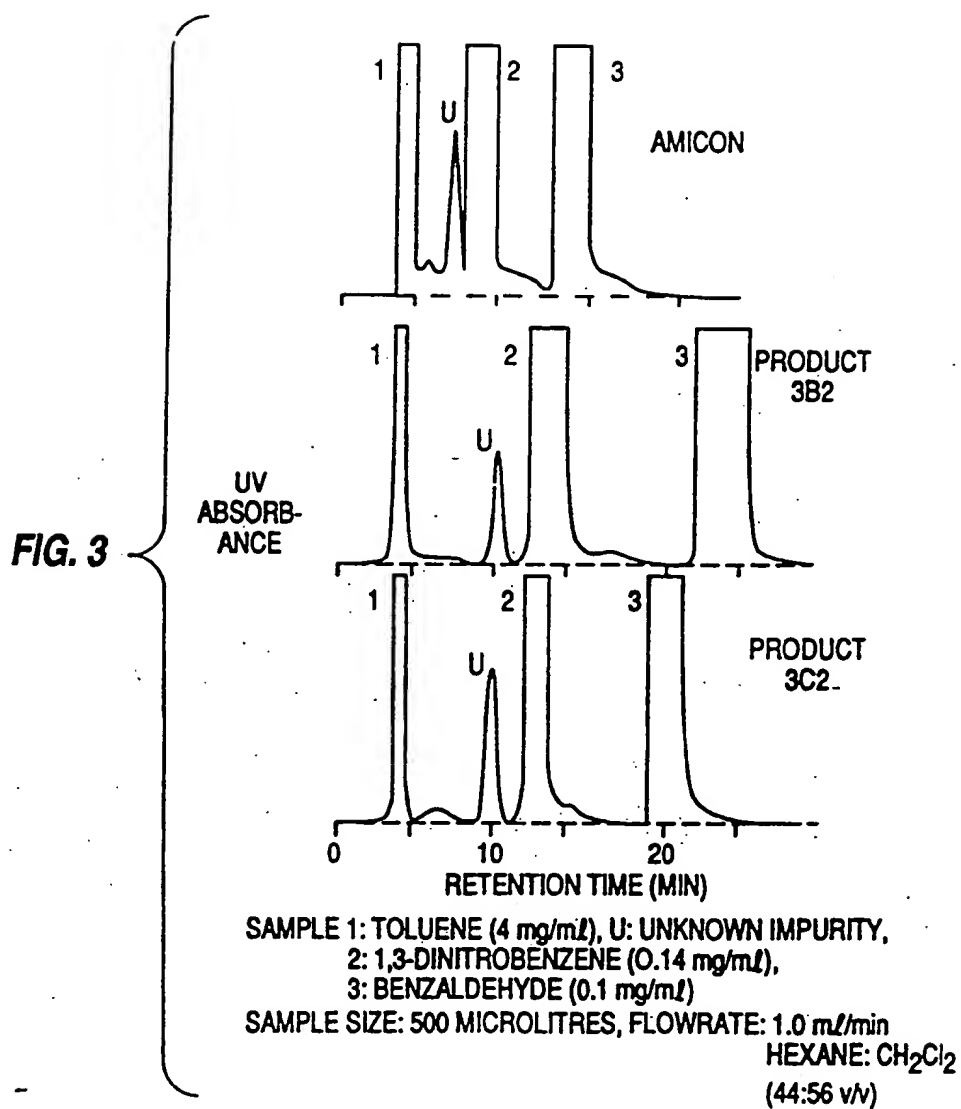 1
U
2
3
AMICON
1
U
2
3
PRODUCT
3B2
UV
ABSORB-
ANCE
FIG. 3
1
U
2
3
PRODUCT
3C2
0 10 20
RETENTION TIME (MIN)
SAMPLE 1: TOLUENE (4 mg/mℓ), U: UNKNOWN IMPURITY,
2: 1,3-DINITROBENZENE (0.14 mg/mℓ),
3: BENZALDEHYDE (0.1 mg/mℓ)
SAMPLE SIZE: 500 MICROLITRES, FLOWRATE: 1.0 mℓ/min
HEXANE: CH₂Cl₂
(44:56 v/v)